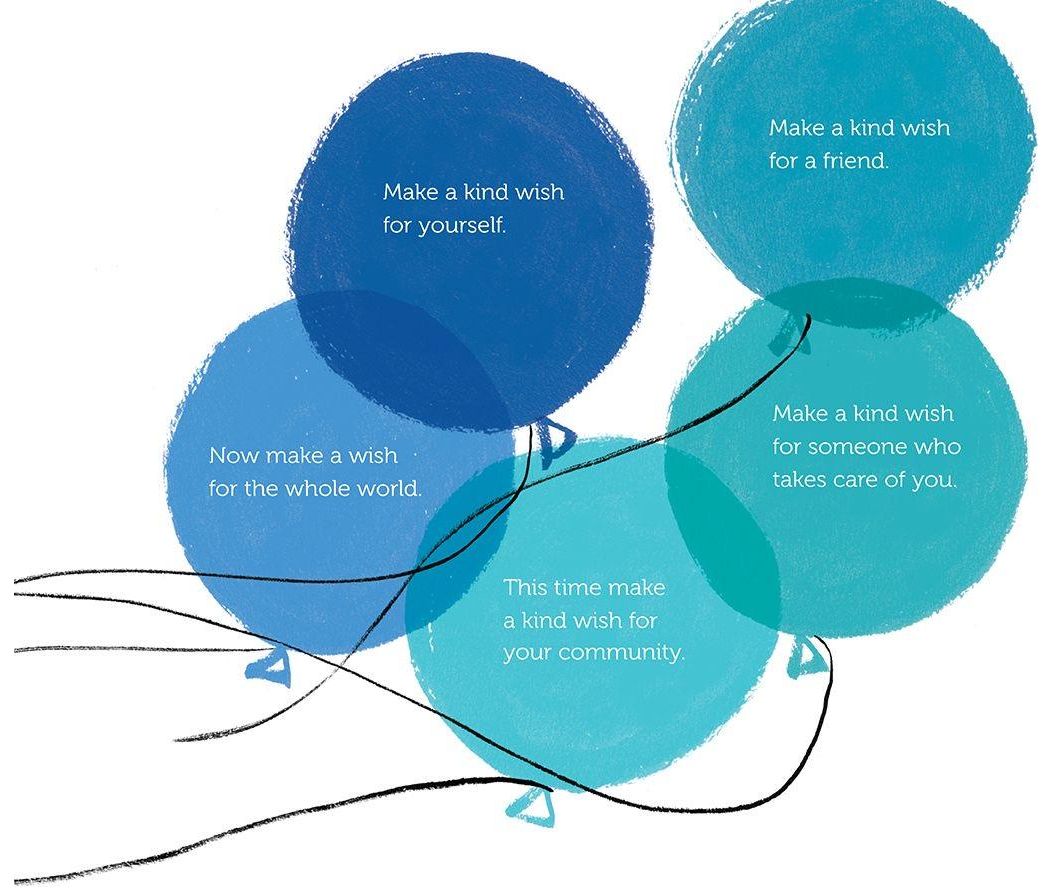 Make a kind wish
for yourself.
Make a kind wish
for a friend.
Make a kind wish
for someone who
takes care of you.
This time make
a kind wish for
your community.
Now make a wish
for the whole world.